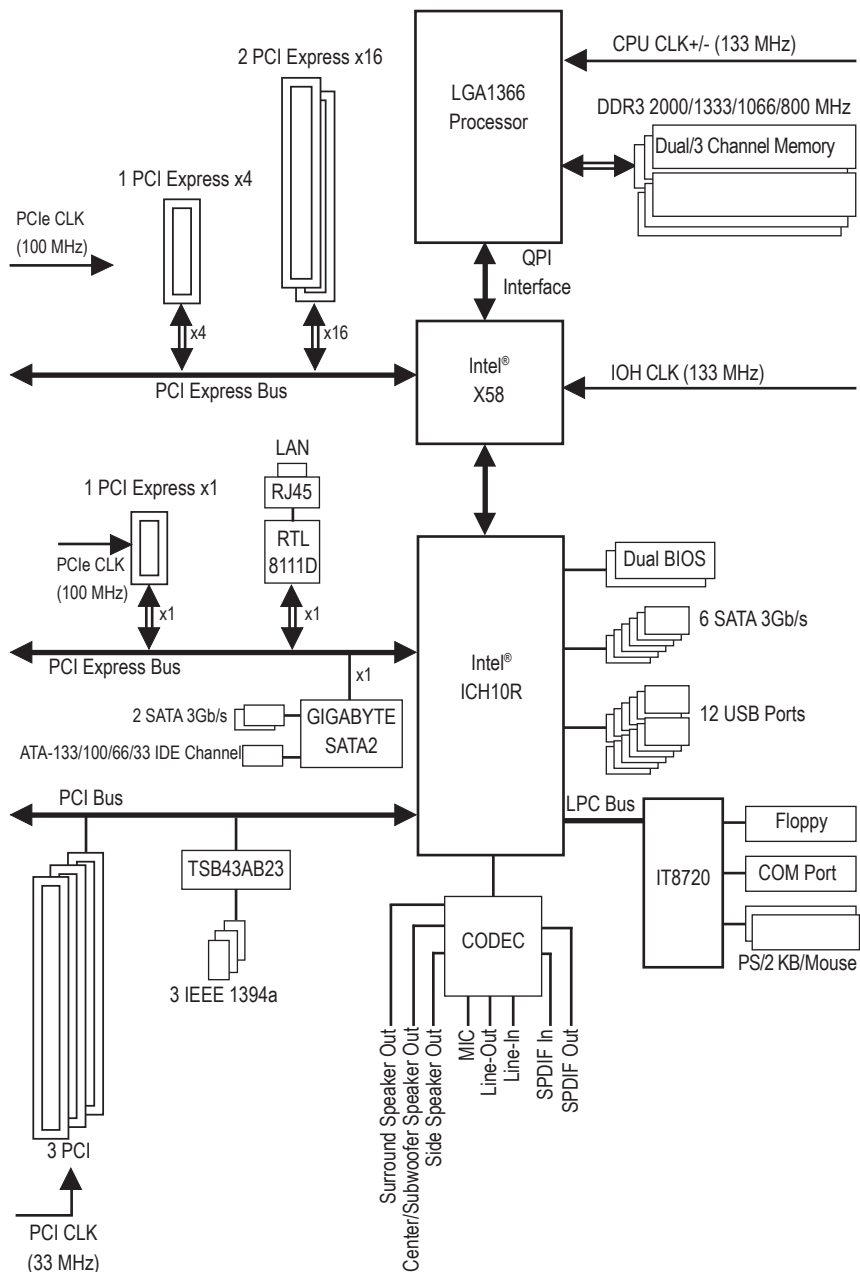 CPU CLK+/- (133 MHz)
2 PCI Express x16
LGA1366
Processor
DDR3 2000/1333/1066/800 MHz
Dual/3 Channel Memory
1 PCI Express x4
PCIe CLK
(100 MHz)
QPI
Interface
x4
x16
Intel®
X58
IOH CLK (133 MHz)
PCI Express Bus
LAN
RJ45
1 PCI Express x1
RTL
8111D
Dual BIOS
PCIe CLK
(100 MHz)
x1
x1
6 SATA 3Gb/s
PCI Express Bus
Intel®
ICH10R
x1
2 SATA 3Gb/s
GIGABYTE
SATA2
12 USB Ports
ATA-133/100/66/33 IDE Channel
PCI Bus
LPC Bus
Floppy
TSB43AB23
IT8720
COM Port
CODEC
PS/2 KB/Mouse
3 IEEE 1394a
Surround Speaker Out
Center/Subwoofer Speaker Out
Side Speaker Out
MIC
Line-Out
Line-In
SPDIF In
SPDIF Out
3 PCI
PCI CLK
(33 MHz)